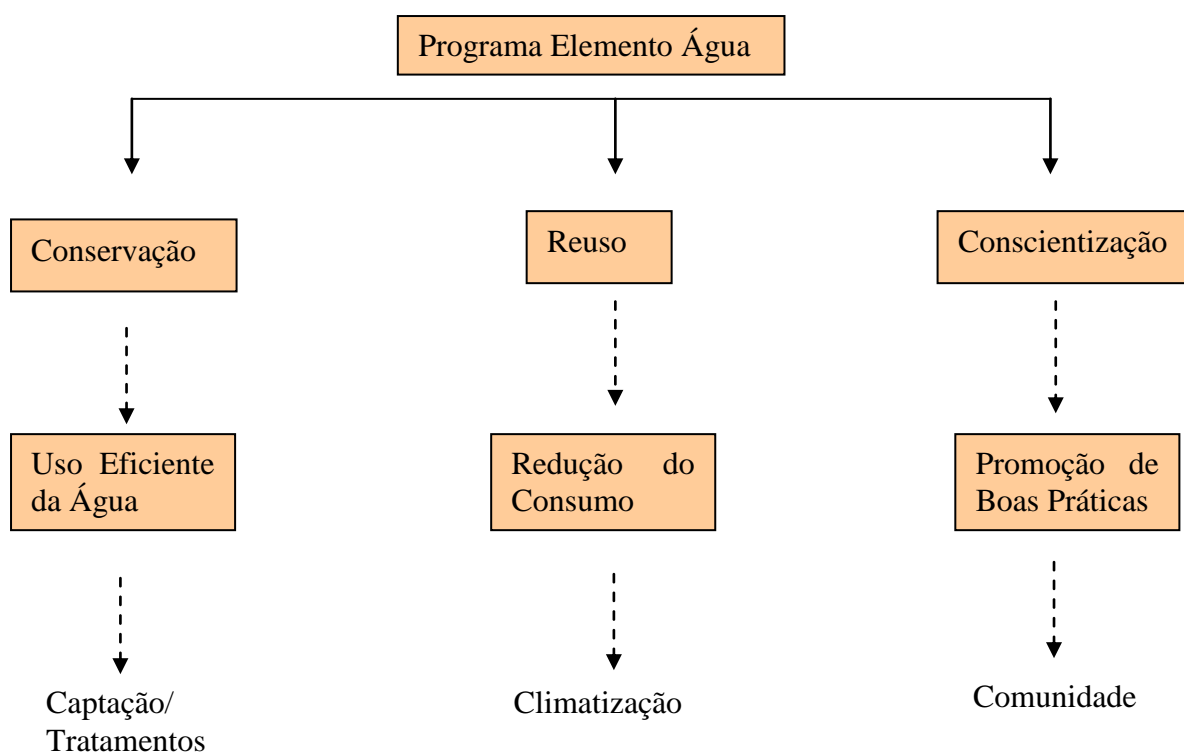 Programa Elemento Água
Conservação
Reuso
Conscientização
Uso Eficiente
da Água
Redução do
Consumo
Promoção de
Boas Práticas
Captação/
Tratamentos
Climatização
Comunidade